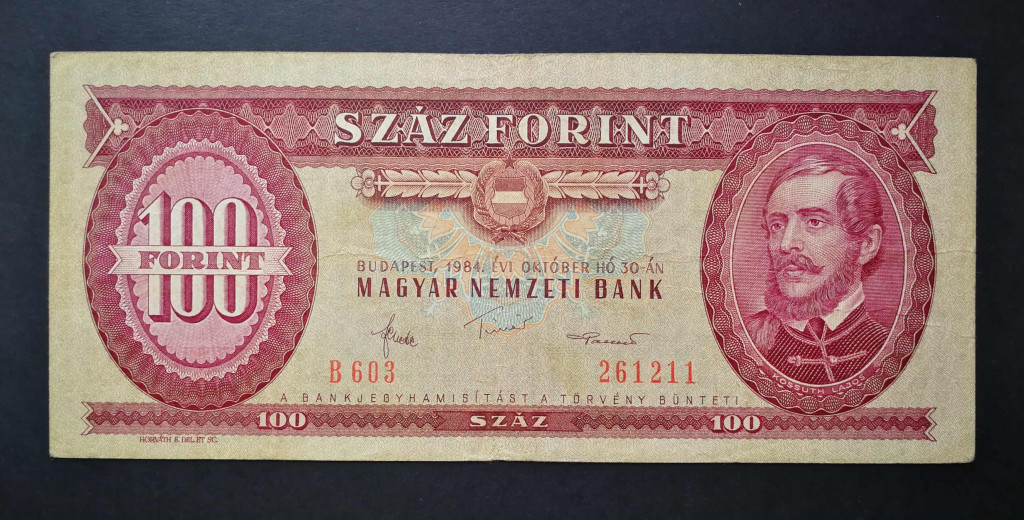 SZÁZ FORINT
100
FORINT
BUDAPEST, 1984. ÉVI OKTÓBER HÓ 30-ÁN
MAGYAR NEMZETI BANK
B 603 261211
KOSSUTH LAJOS
A BANKJEGYHAMISÍTÁST A TÖRVÉNY BÜNTETI
100 SZÁZ 100
HORVÁTH E. DEL. ET SC.